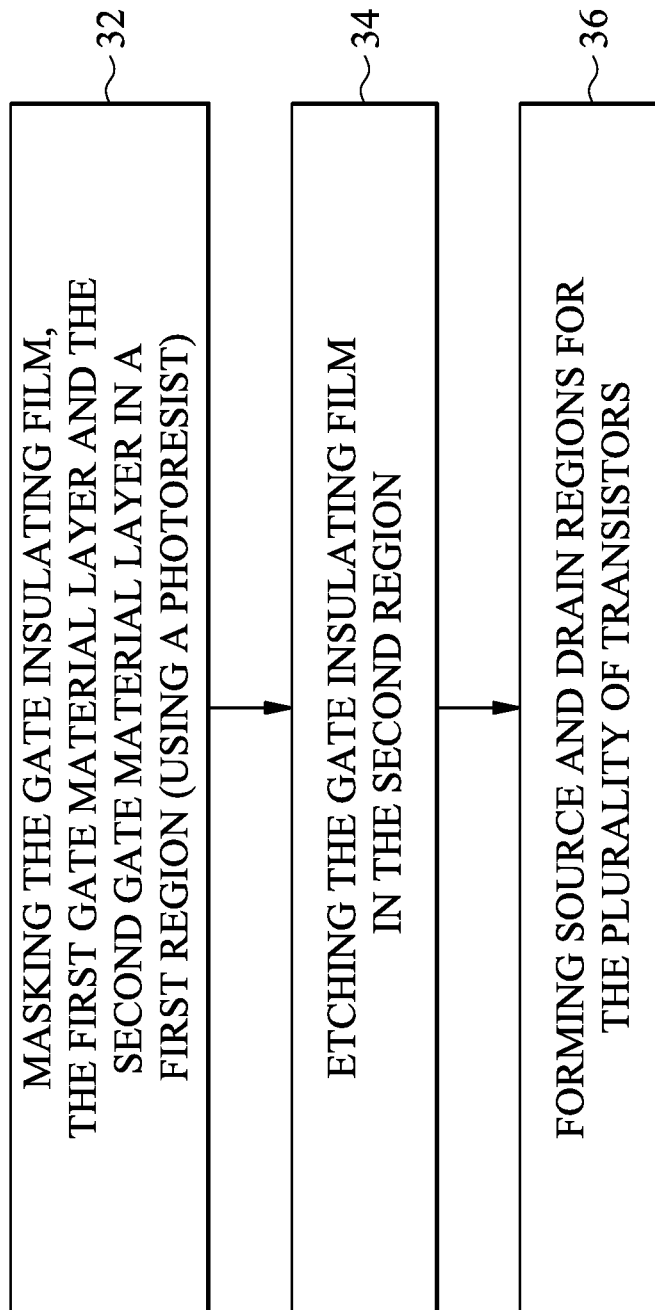 MASKING THE GATE INSULATING FILM,
THE FIRST GATE MATERIAL LAYER AND THE
SECOND GATE MATERIAL LAYER IN A
FIRST REGION (USING A PHOTORESIST)
32
ETCHING THE GATE INSULATING FILM
IN THE SECOND REGION
34
FORMING SOURCE AND DRAIN REGIONS FOR
THE PLURALITY OF TRANSISTORS
36